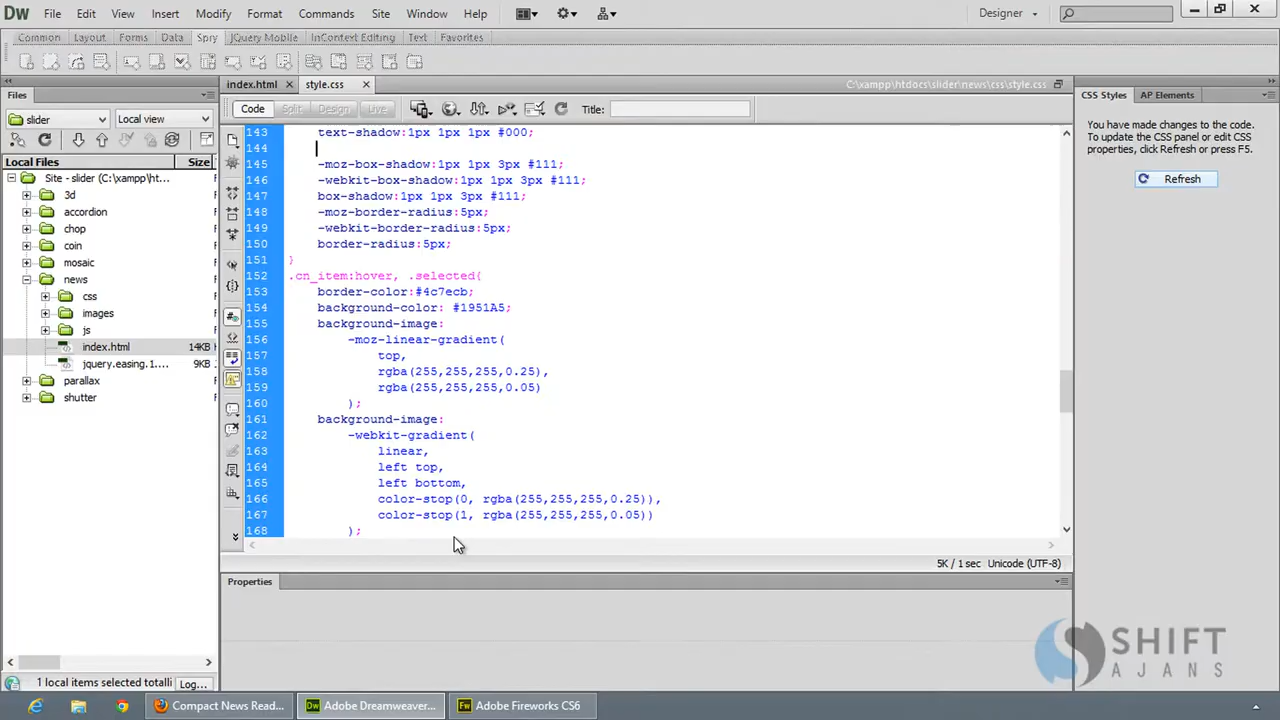 Dw File Edit View Insert Modify Format Commands Site Window Help Designer
Common Layout Forms Data Spry jQuery Mobile InContext Editing Text Favorites
Files
slider Local view
Local Files Size
Site - slider (C:\xampp\ht...
3d
accordion
chop
coin
mosaic
news
css
images
js
index.html 14KB
jquery.easing.1.... 9KB
parallax
shutter
1 local items selected totalli Log...
index.html style.css C:\xampp\htdocs\slider\news\css\style.css
Code Split Design Live Title:
143 text-shadow:1px 1px 1px #000;
144
145 -moz-box-shadow:1px 1px 3px #111;
146 -webkit-box-shadow:1px 1px 3px #111;
147 box-shadow:1px 1px 3px #111;
148 -moz-border-radius:5px;
149 -webkit-border-radius:5px;
150 border-radius:5px;
151 }
152 .cn_item:hover, .selected{
153 border-color:#4c7ecb;
154 background-color: #1951A5;
155 background-image:
156 -moz-linear-gradient(
157 top,
158 rgba(255,255,255,0.25),
159 rgba(255,255,255,0.05)
160 );
161 background-image:
162 -webkit-gradient(
163 linear,
164 left top,
165 left bottom,
166 color-stop(0, rgba(255,255,255,0.25)),
167 color-stop(1, rgba(255,255,255,0.05))
168 );
5K / 1 sec Unicode (UTF-8)
Properties
CSS Styles AP Elements
You have made changes to the code.
To update the CSS panel or edit CSS
properties, click Refresh or press F5.
Refresh
SHIFT
AJANS
Compact News Read... Dw Adobe Dreamweaver... Fw Adobe Fireworks CS6